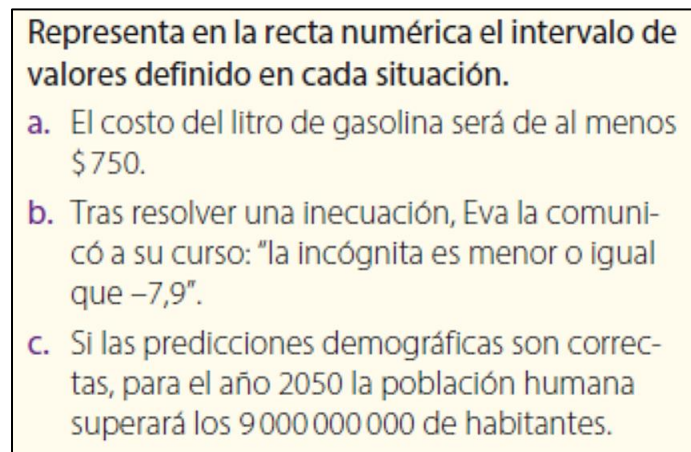 Representa en la recta numérica el intervalo de
valores definido en cada situación.
a. El costo del litro de gasolina será de al menos
$750.
b. Tras resolver una inecuación, Eva la comuni-
có a su curso: “la incógnita es menor o igual
que –7,9”.
c. Si las predicciones demográficas son correc-
tas, para el año 2050 la población humana
superará los 9 000 000 000 de habitantes.